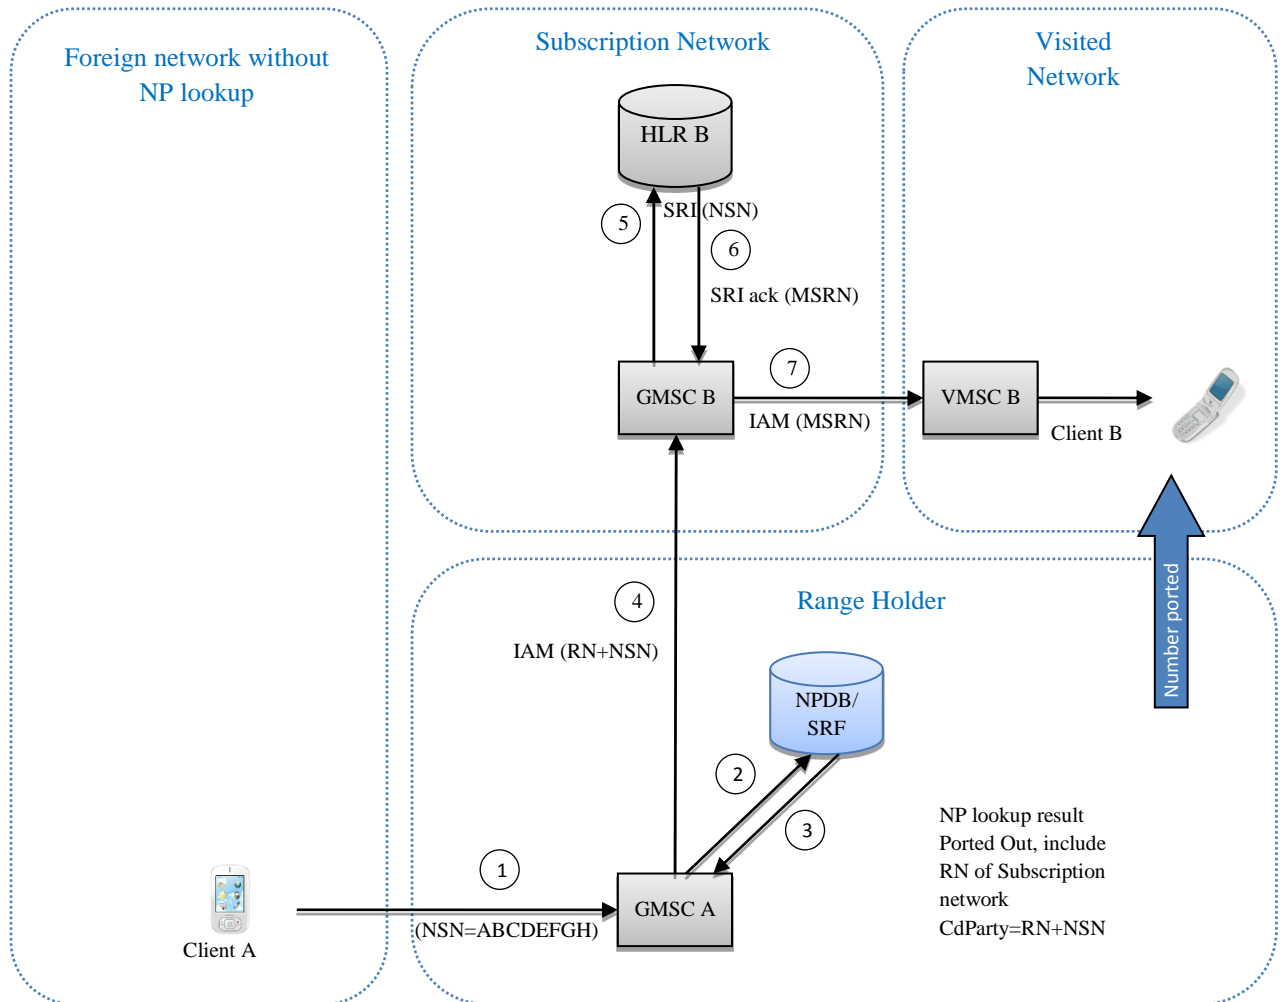 Foreign network without
NP lookup
Subscription Network
Visited
Network
HLR B
5
SRI (NSN)
6
SRI ack (MSRN)
7
GMSC B
IAM (MSRN)
VMSC B
Client B
Number ported
Range Holder
4
IAM (RN+NSN)
NPDB/
SRF
2
3
NP lookup result
Ported Out, include
RN of Subscription
network
CdParty=RN+NSN
1
GMSC A
(NSN=ABCDEFGH)
Client A